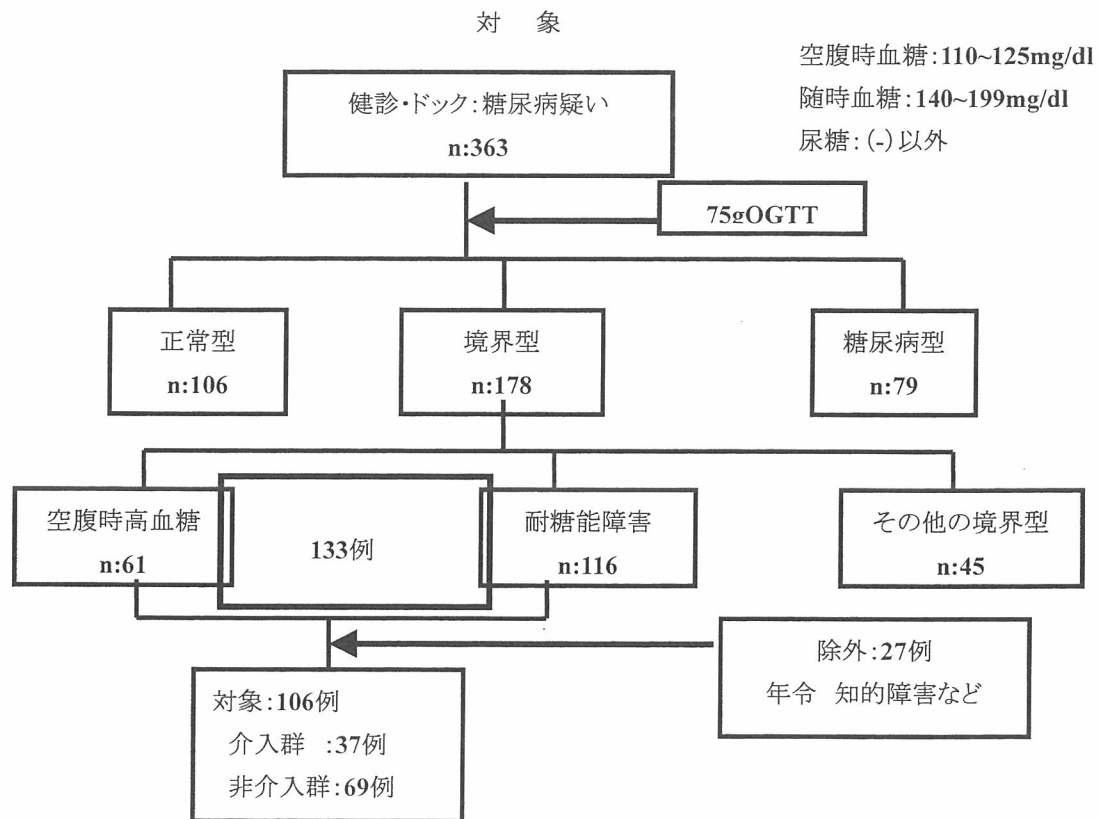 対 象
空腹時血糖:110~125mg/dl
随時血糖:140~199mg/dl
尿糖:(-)以外
健診・ドック:糖尿病疑い
n:363
75gOGTT
正常型
n:106
境界型
n:178
糖尿病型
n:79
空腹時高血糖
n:61
133例
耐糖能障害
n:116
その他の境界型
n:45
除外:27例
年令 知的障害など
対象:106例
介入群 :37例
非介入群:69例